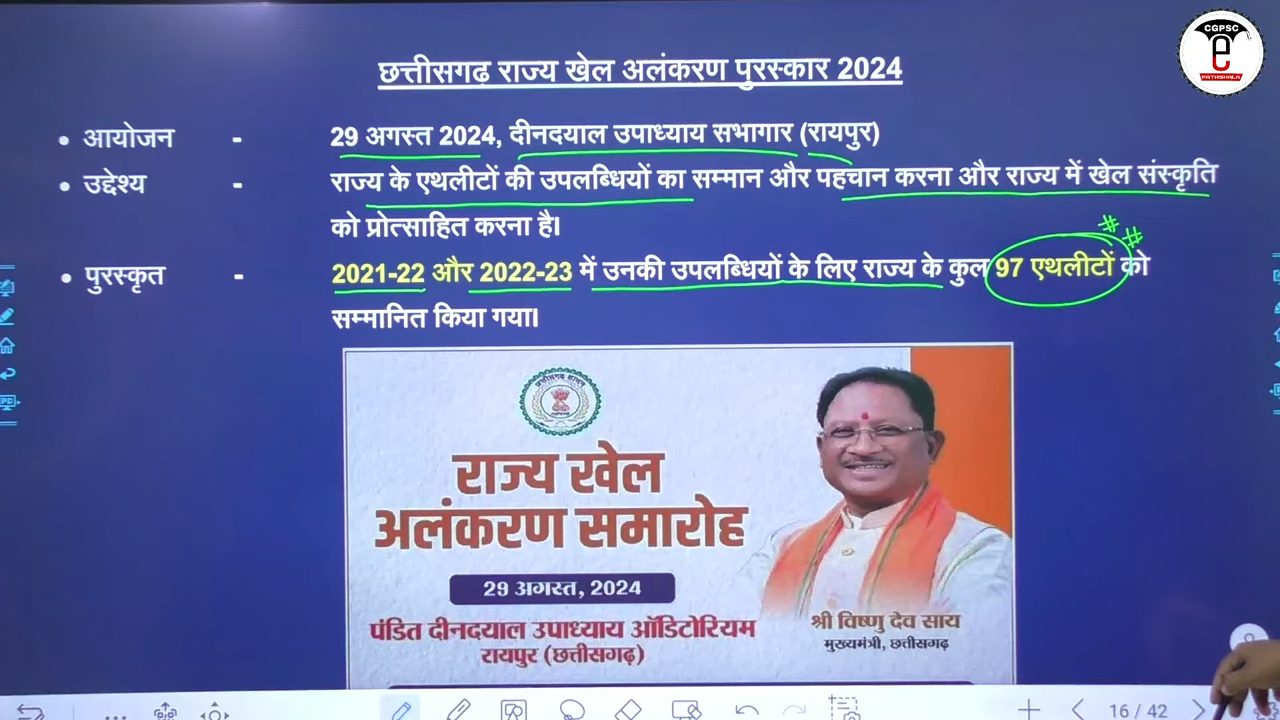 CGPSC
e
PATHSHALA
छत्तीसगढ़ राज्य खेल अलंकरण पुरस्कार 2024
• आयोजन - 29 अगस्त 2024, दीनदयाल उपाध्याय सभागार (रायपुर)
• उद्देश्य - राज्य के एथलीटों की उपलब्धियों का सम्मान और पहचान करना और राज्य में खेल संस्कृति
को प्रोत्साहित करना है।
• पुरस्कृत - 2021-22 और 2022-23 में उनकी उपलब्धियों के लिए राज्य के कुल 97 एथलीटों को
सम्मानित किया गया।
राज्य खेल
अलंकरण समारोह
29 अगस्त, 2024
पंडित दीनदयाल उपाध्याय ऑडिटोरियम
रायपुर (छत्तीसगढ़)
श्री विष्णु देव साय
मुख्यमंत्री, छत्तीसगढ़
16 / 42